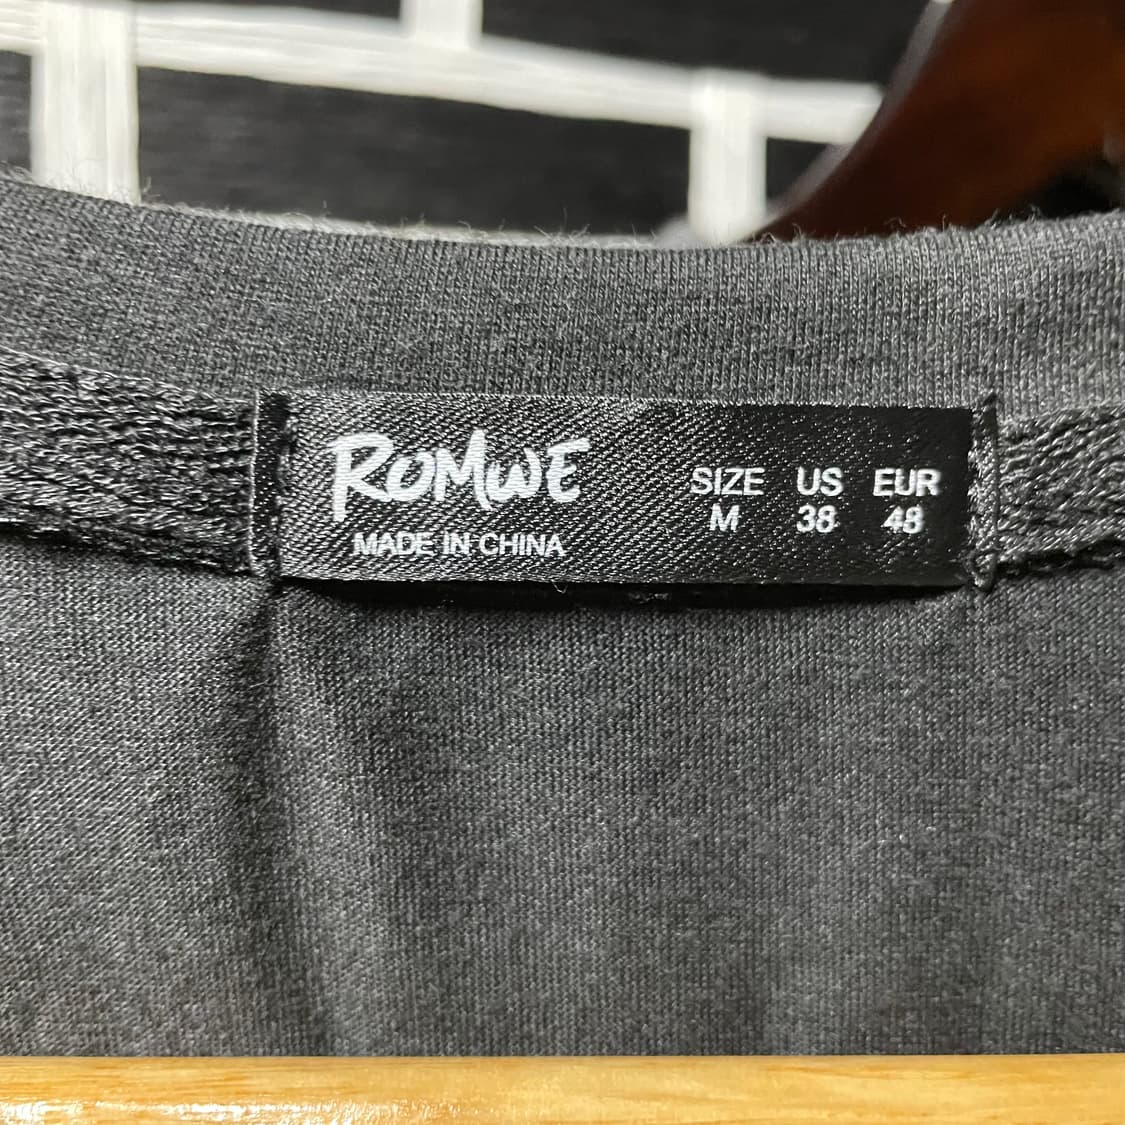 ROMWE
MADE IN CHINA
SIZE US EUR
M 38 48